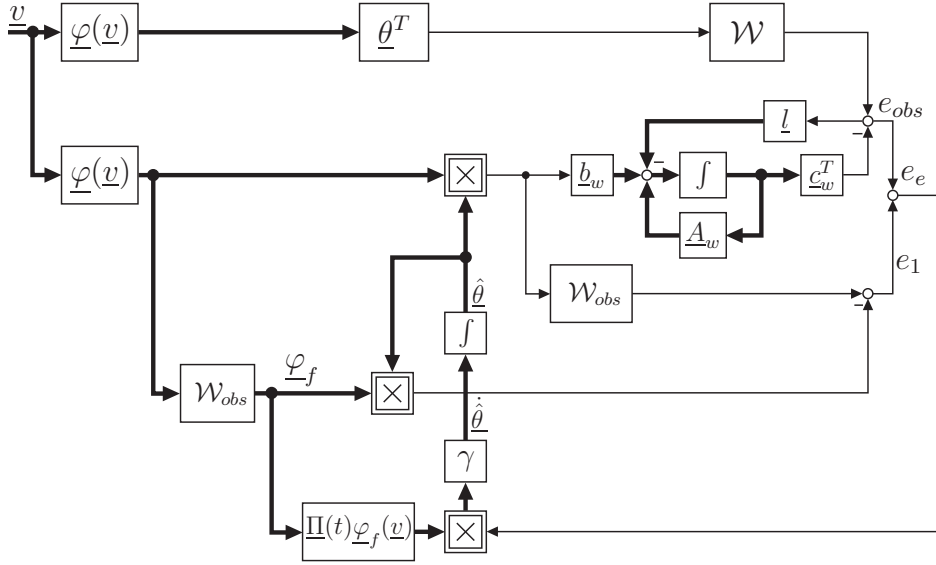 v
φ(v)
θ^T
𝒲
e_obs
l
−
−
φ(v)
×
b_w
∫
c_w^T
e_e
A_w
e_1
θ̂
𝒲_obs
−
∫
φ_f
𝒲_obs
×
θ̂̇
γ
Π(t)φ_f(v)
×